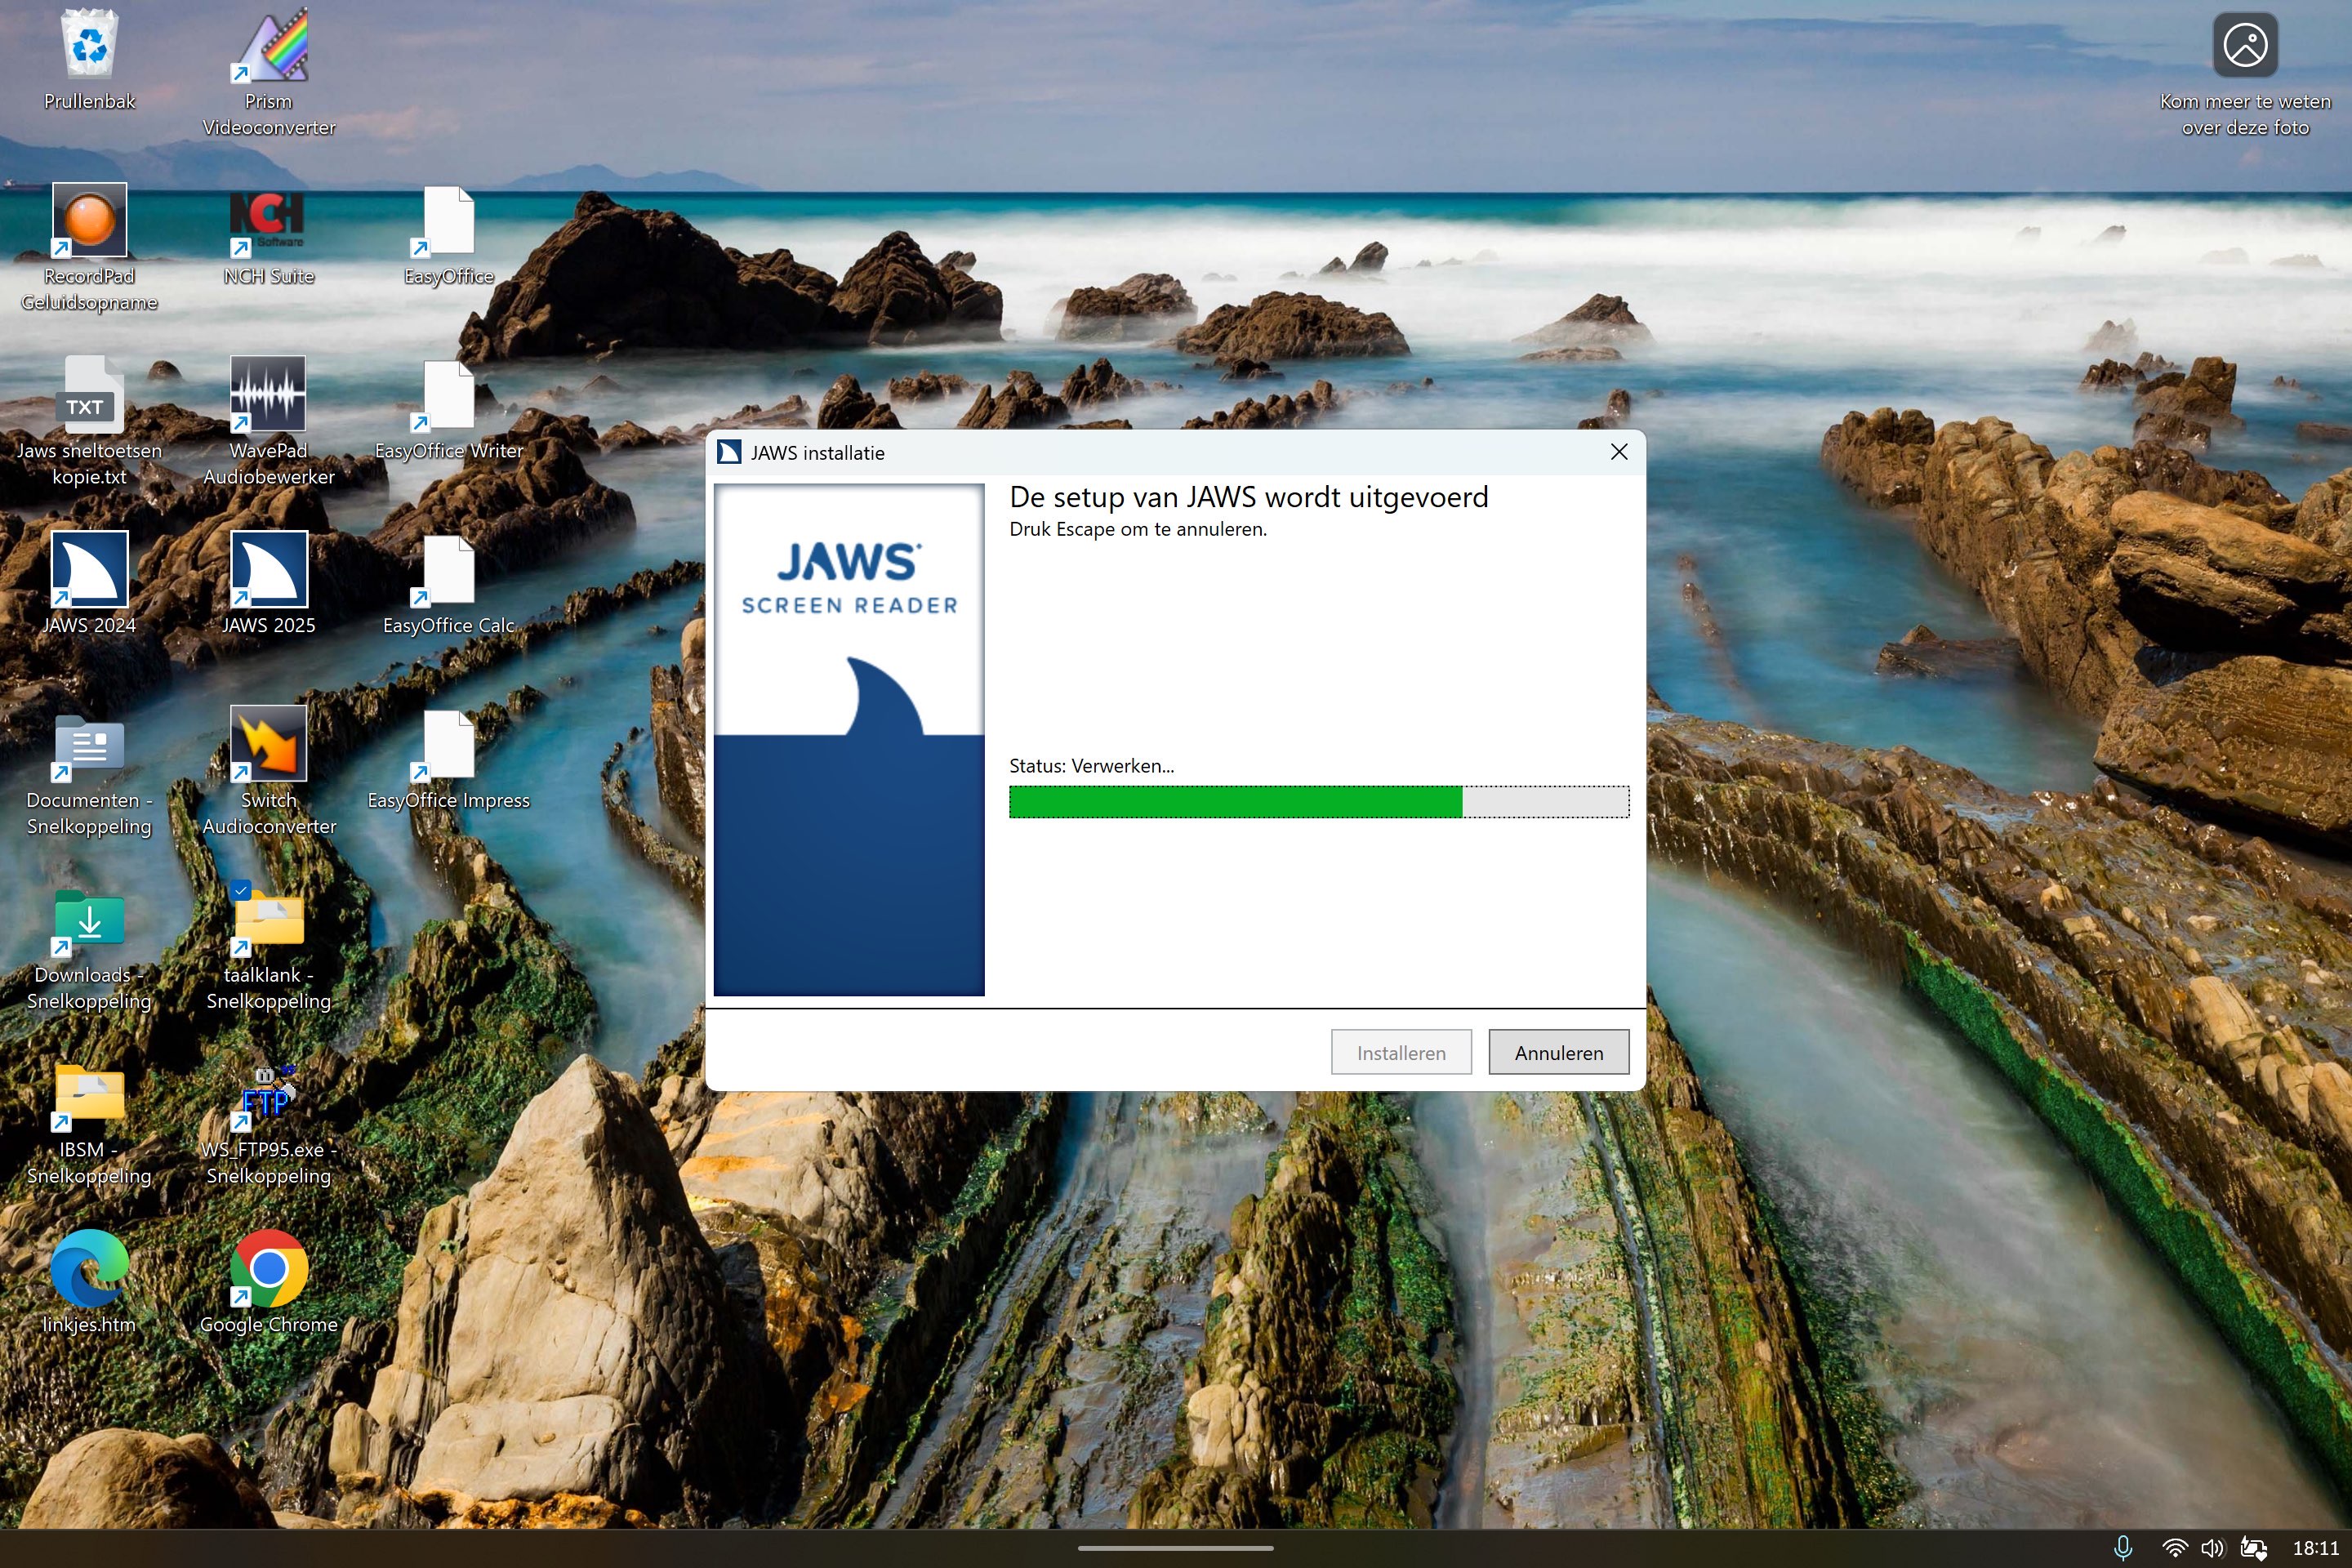 Prullenbak
Prism
Videoconverter
Kom meer te weten
over deze foto
RecordPad
Geluidsopname
NCH
Software
NCH Suite
EasyOffice
TXT
Jaws sneltoetsen
kopie.txt
WavePad
Audiobewerker
EasyOffice Writer
JAWS 2024
JAWS 2025
EasyOffice Calc
Documenten -
Snelkoppeling
Switch
Audioconverter
EasyOffice Impress
Downloads -
Snelkoppeling
taalklank -
Snelkoppeling
IBSM -
Snelkoppeling
FTP
WS_FTP95.exe -
Snelkoppeling
linkjes.htm
Google Chrome
JAWS installatie
JAWS
SCREEN READER
De setup van JAWS wordt uitgevoerd
Druk Escape om te annuleren.
Status: Verwerken...
Installeren
Annuleren
18:11